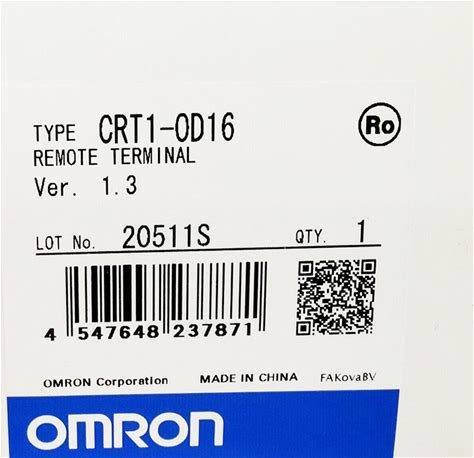 TYPE CRT1-OD16 Ro
REMOTE TERMINAL
Ver. 1.3
LOT No. 20511S QTY. 1
4 547648 237871
OMRON Corporation MADE IN CHINA FAKovaBV
OMRON